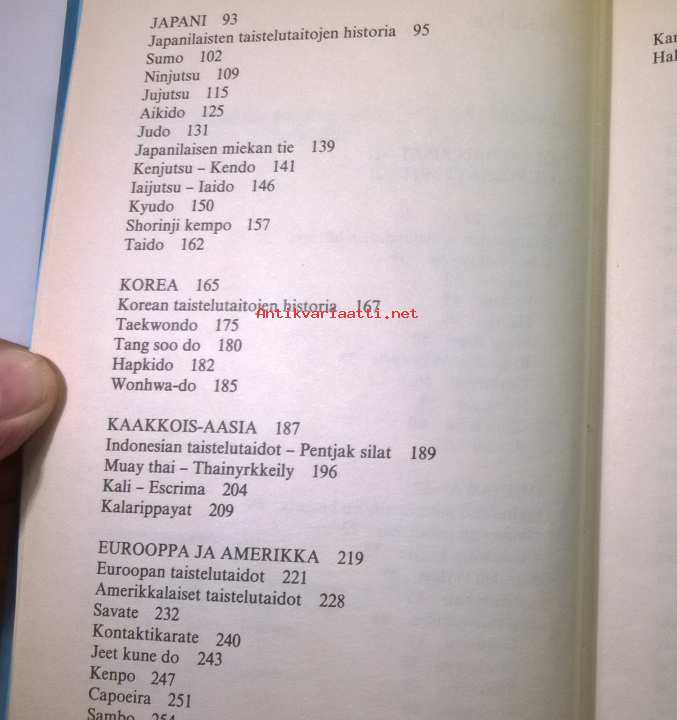 JAPANI 93
Japanilaisten taistelutaitojen historia 95
Sumo 102
Ninjutsu 109
Jujutsu 115
Aikido 125
Judo 131
Japanilaisen miekan tie 139
Kenjutsu – Kendo 141
Iaijutsu – Iaido 146
Kyudo 150
Shorinji kempo 157
Taido 162
KOREA 165
Korean taistelutaitojen historia 167
Antikvariaatti.net
Taekwondo 175
Tang soo do 180
Hapkido 182
Wonhwa-do 185
KAAKKOIS-AASIA 187
Indonesian taistelutaidot – Pentjak silat 189
Muay thai – Thainyrkkeily 196
Kali – Escrima 204
Kalarippayat 209
EUROOPPA JA AMERIKKA 219
Euroopan taistelutaidot 221
Amerikkalaiset taistelutaidot 228
Savate 232
Kontaktikarate 240
Jeet kune do 243
Kenpo 247
Capoeira 251
Sambo 254